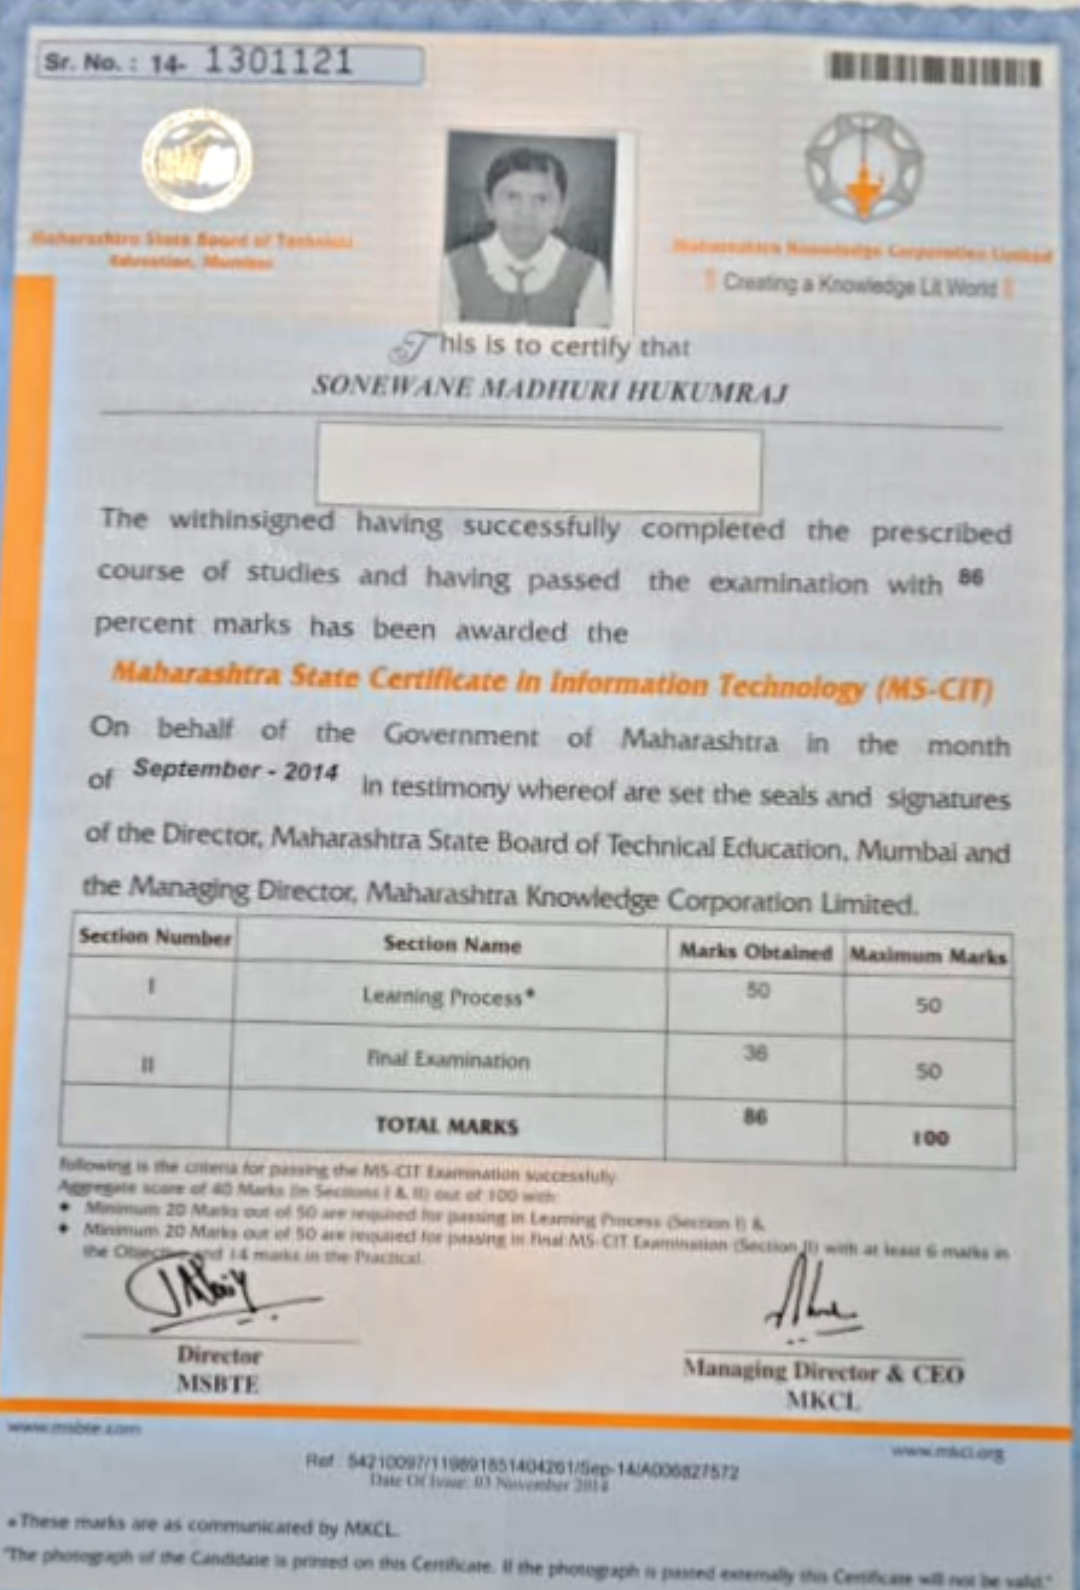 Sr. No. : 14- 1301121
Maharashtra State Board of Technical
Education, Mumbai
Maharashtra Knowledge Corporation Limited
Creating a Knowledge Lit World
This is to certify that
SONEWANE MADHURI HUKUMRAJ
The withinsigned having successfully completed the prescribed
course of studies and having passed the examination with 86
percent marks has been awarded the
Maharashtra State Certificate in Information Technology (MS-CIT)
On behalf of the Government of Maharashtra in the month
of September - 2014 In testimony whereof are set the seals and signatures
of the Director, Maharashtra State Board of Technical Education, Mumbai and
the Managing Director, Maharashtra Knowledge Corporation Limited.
Section Number Section Name Marks Obtained Maximum Marks
I Learning Process* 50 50
II Final Examination 36 50
TOTAL MARKS 86 100
Following is the criteria for passing the MS-CIT Examination successfully
Aggregate score of 40 Marks (in Sections I & II) out of 100 with
• Minimum 20 Marks out of 50 are required for passing in Learning Process (Section I) &
• Minimum 20 Marks out of 50 are required for passing in Final MS-CIT Examination (Section II) with at least 6 marks in
the Objective and 14 marks in the Practical.
Director
MSBTE
Managing Director & CEO
MKCL
www.msbte.com
www.mkcl.org
Ref : 54210097/119891851404261/Sep-14/A006827572
Date Of Issue: 03 November 2014
*These marks are as communicated by MKCL.
"The photograph of the Candidate is printed on this Certificate. If the photograph is pasted externally this Certificate will not be valid."